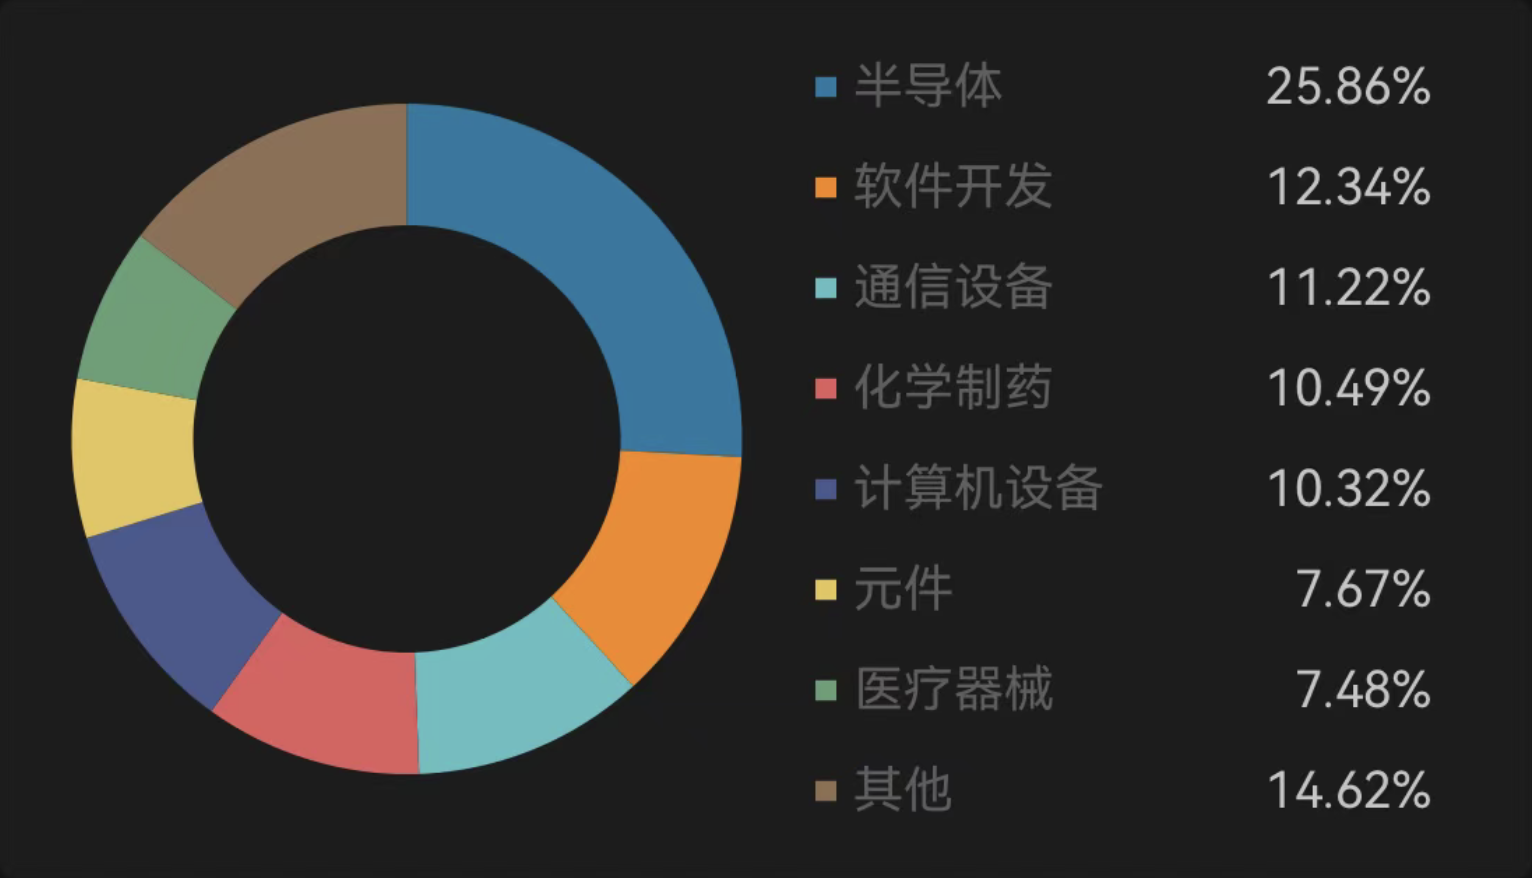 半导体 25.86%
软件开发 12.34%
通信设备 11.22%
化学制药 10.49%
计算机设备 10.32%
元件 7.67%
医疗器械 7.48%
其他 14.62%